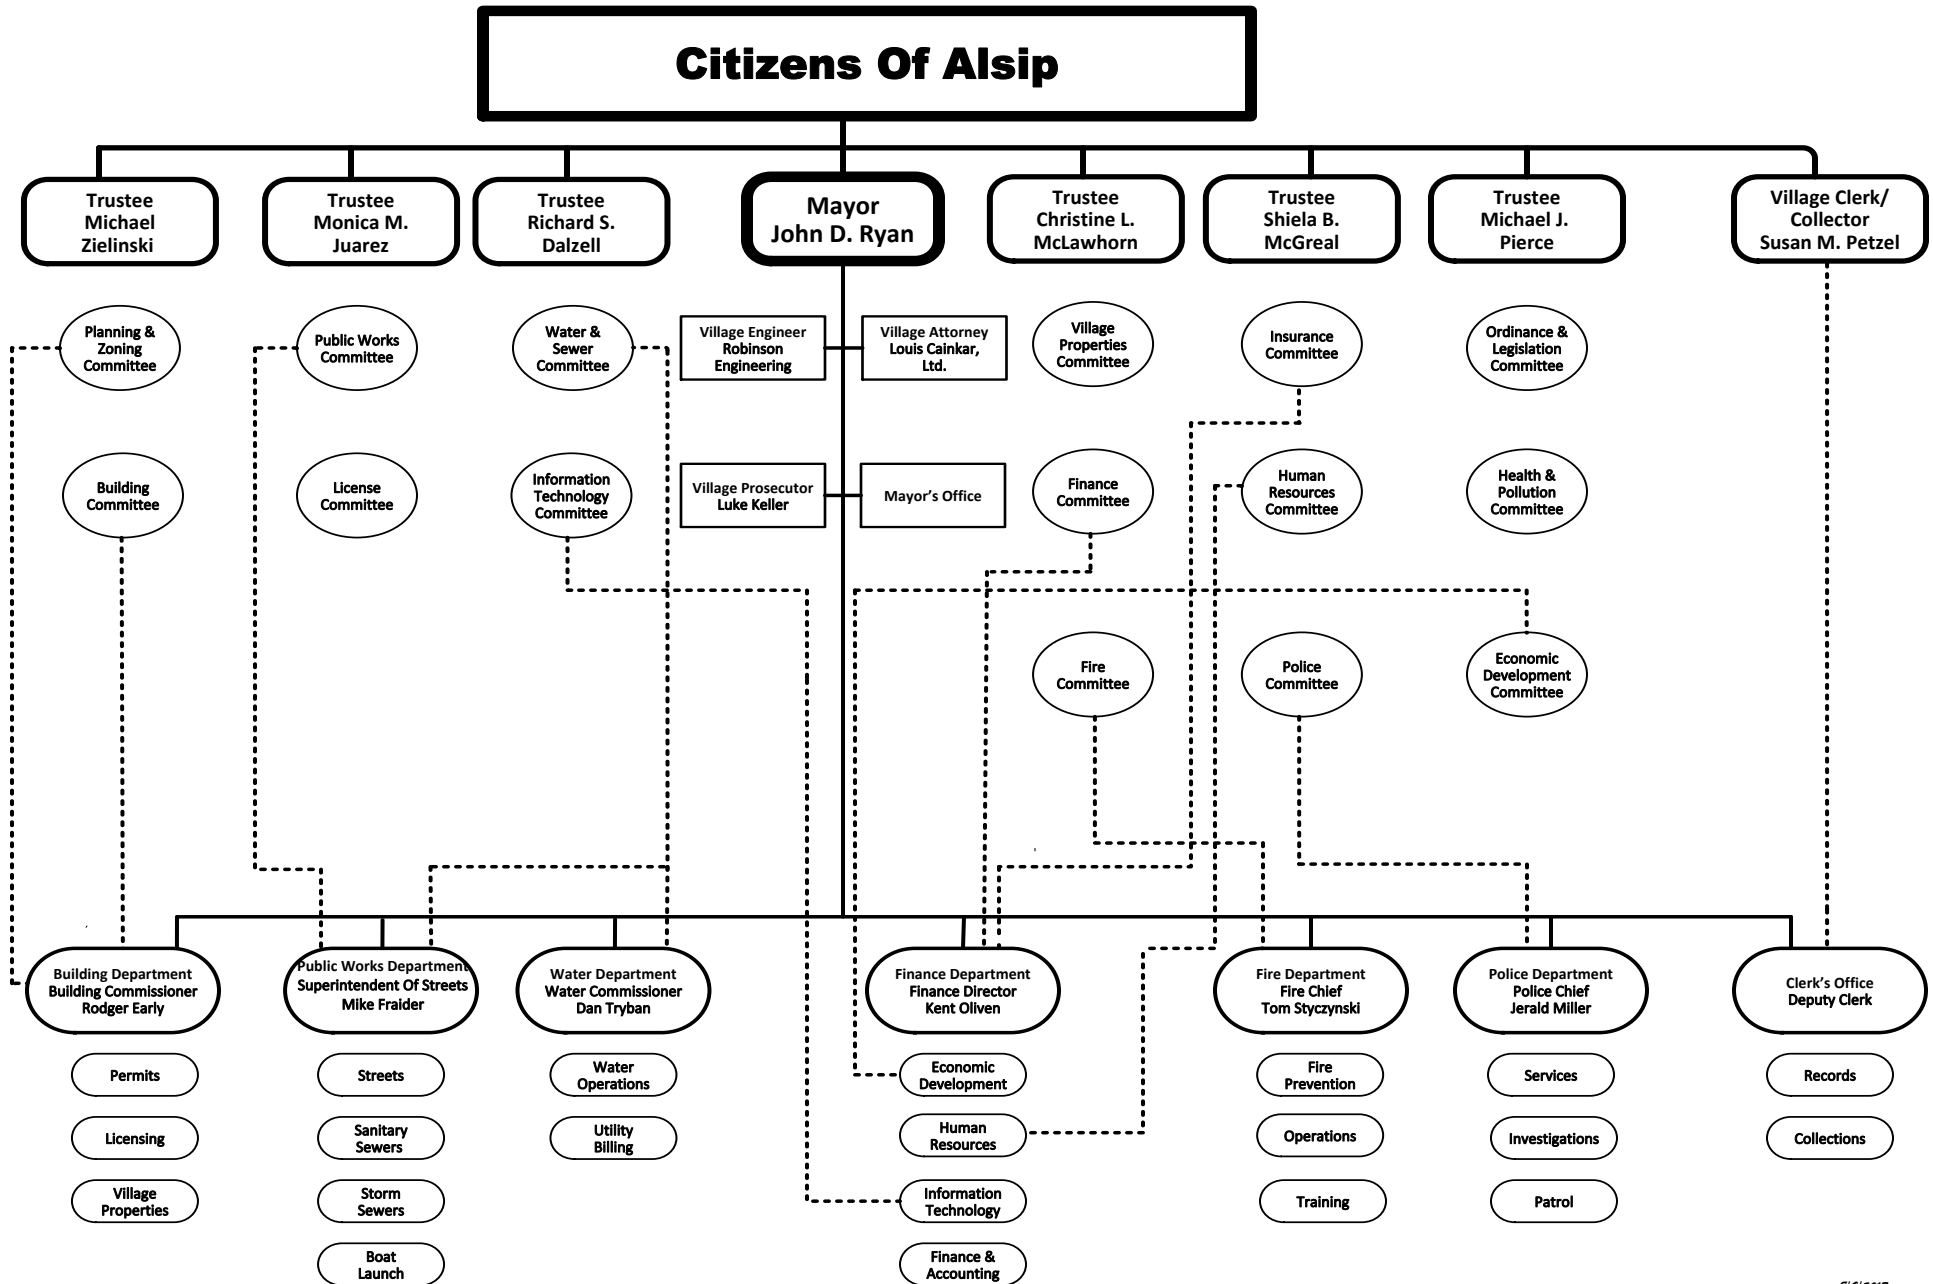 Citizens Of Alsip
Trustee
Michael
Zielinski
Trustee
Monica M.
Juarez
Trustee
Richard S.
Dalzell
Mayor
John D. Ryan
Trustee
Christine L.
McLawhorn
Trustee
Shiela B.
McGreal
Trustee
Michael J.
Pierce
Village Clerk/
Collector
Susan M. Petzel
Planning &
Zoning
Committee
Public Works
Committee
Water &
Sewer
Committee
Village Engineer
Robinson
Engineering
Village Attorney
Louis Cainkar,
Ltd.
Village
Properties
Committee
Insurance
Committee
Ordinance &
Legislation
Committee
Building
Committee
License
Committee
Information
Technology
Committee
Village Prosecutor
Luke Keller
Mayor's Office
Finance
Committee
Human
Resources
Committee
Health &
Pollution
Committee
Fire
Committee
Police
Committee
Economic
Development
Committee
Building Department
Building Commissioner
Rodger Early
Public Works Department
Superintendent Of Streets
Mike Fraider
Water Department
Water Commissioner
Dan Tryban
Finance Department
Finance Director
Kent Oliven
Fire Department
Fire Chief
Tom Styczynski
Police Department
Police Chief
Jerald Miller
Clerk's Office
Deputy Clerk
Permits
Streets
Water
Operations
Economic
Development
Fire
Prevention
Services
Records
Licensing
Sanitary
Sewers
Utility
Billing
Human
Resources
Operations
Investigations
Collections
Village
Properties
Storm
Sewers
Information
Technology
Training
Patrol
Boat
Launch
Finance &
Accounting